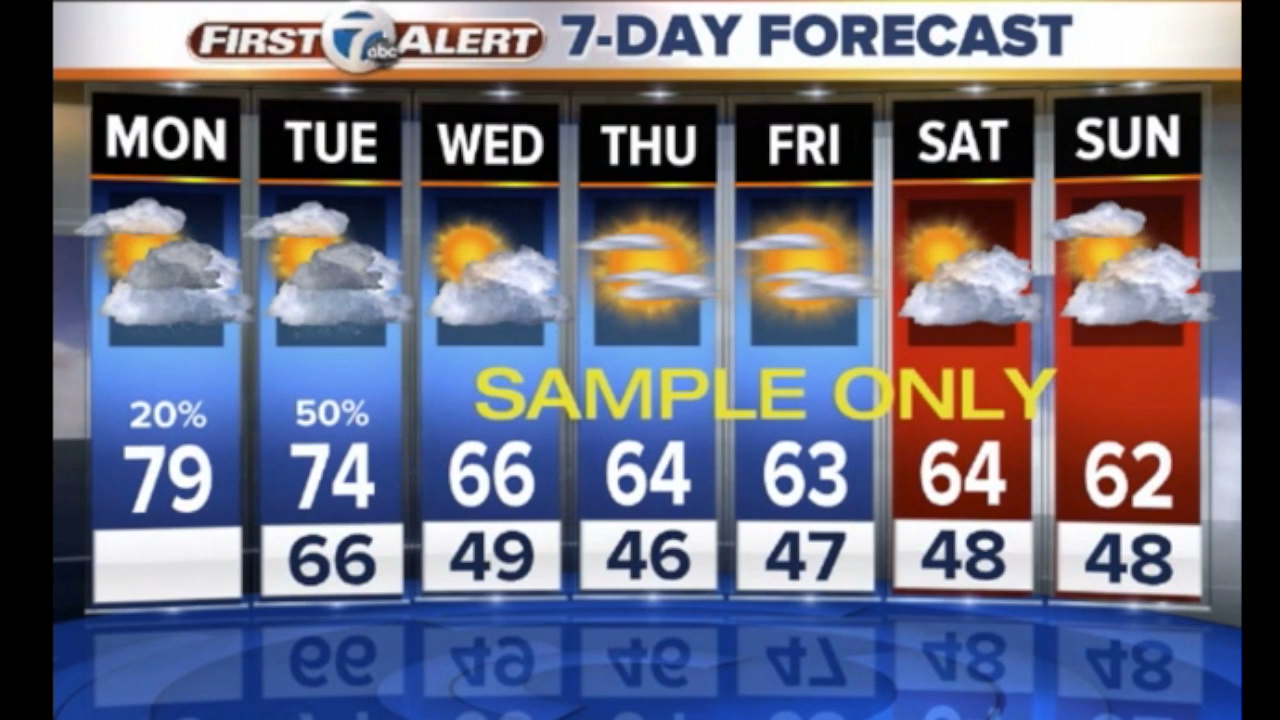 FIRST 7 abc ALERT 7-DAY FORECAST
MON TUE WED THU FRI SAT SUN
SAMPLE ONLY
20% 50%
79 74 66 64 63 64 62
66 49 46 47 48 48